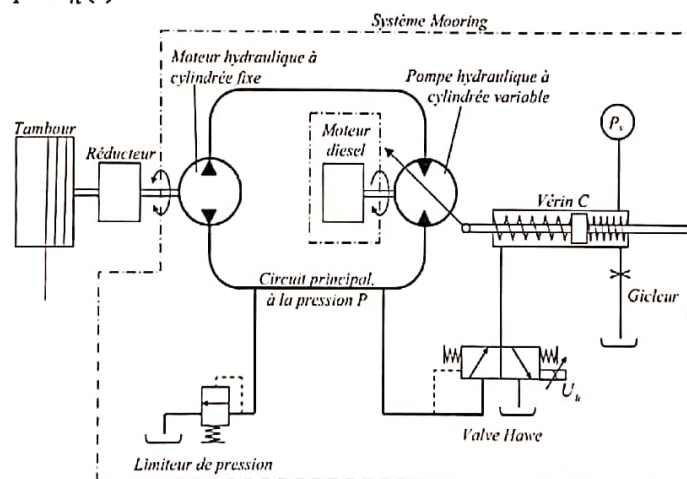 Système Mooring
Moteur hydraulique à
cylindrée fixe
Pompe hydraulique à
cylindrée variable
Tambour
Réducteur
Moteur
diesel
Vérin C
Circuit principal,
à la pression P
Gicleur
Valve Hawe
Limiteur de pression